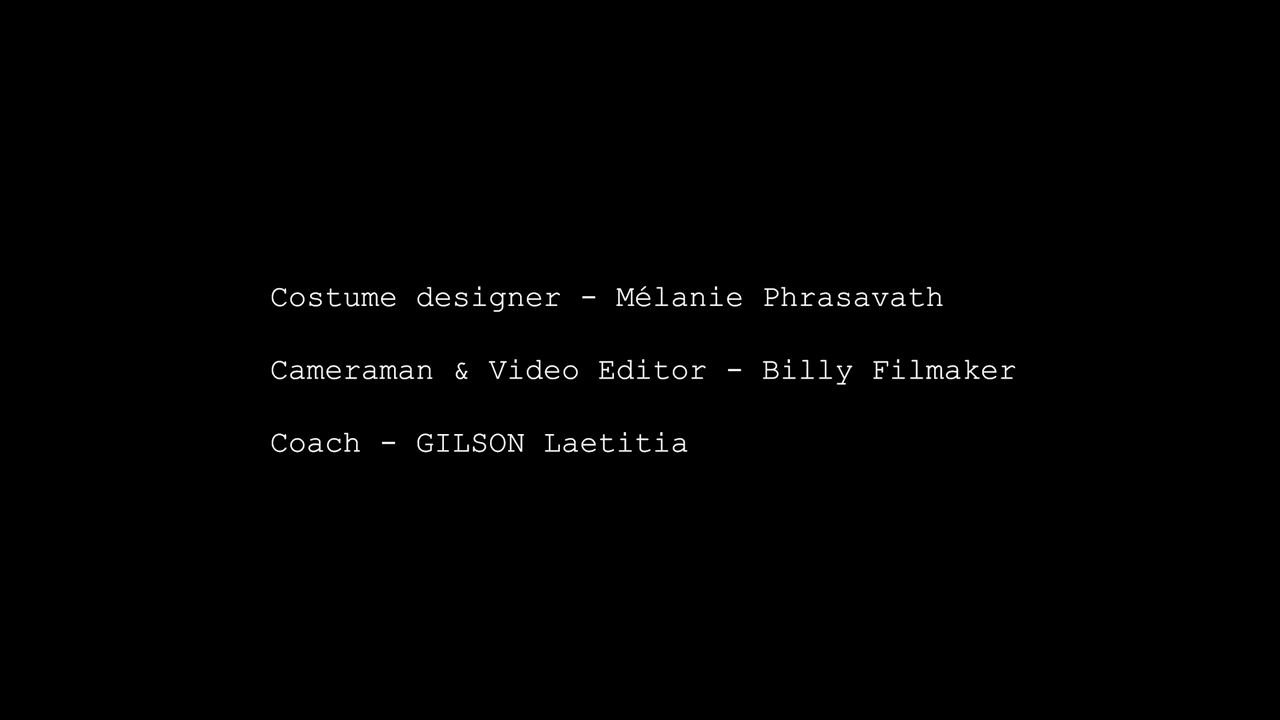 Costume designer - Mélanie Phrasavath
Cameraman & Video Editor - Billy Filmaker
Coach - GILSON Laetitia